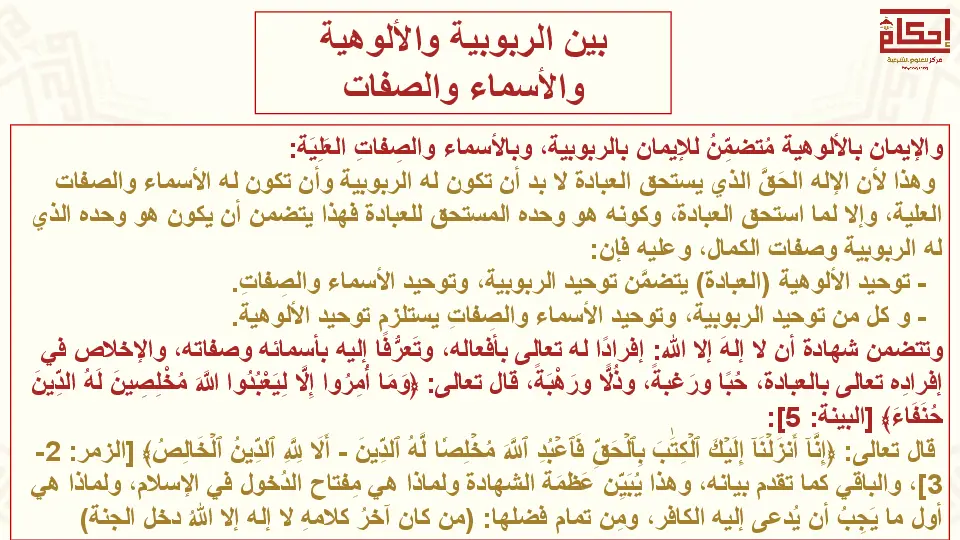 إحكام
مركز للعلوم الشرعية
بين الربوبية والألوهية
والأسماء والصفات
والإيمان بالألوهية مُتضمِّنُ للإيمان بالربوبية، وبالأسماء والصِفاتِ العَلِيَة:
وهذا لأن الإله الحَقَّ الذي يستحق العبادة لا بد أن تكون له الربوبية وأن تكون له الأسماء والصفات
العلية، وإلا لما استحق العبادة، وكونه هو وحده المستحق للعبادة فهذا يتضمن أن يكون هو وحده الذي
له الربوبية وصفات الكمال، وعليه فإن:
- توحيد الألوهية (العبادة) يتضمَّن توحيد الربوبية، وتوحيد الأسماء والصِفاتِ.
- و كل من توحيد الربوبية، وتوحيد الأسماء والصِفاتِ يستلزم توحيد الألوهية.
وتتضمن شهادة أن لا إلهَ إلا الله: إفرادًا له تعالى بأفعاله، وتَعرُّفًا إليه بأسمائه وصفاته، والإخلاص في
إفرادِه تعالى بالعبادة، حُبًا ورَغبةً، وذُلًّا ورَهْبَةً، قال تعالى: ﴿وَمَا أُمِرُوا إِلَّا لِيَعْبُدُوا اللَّهَ مُخْلِصِينَ لَهُ الدِّينَ
حُنَفَاءَ﴾ [البينة: 5]:
قال تعالى: ﴿إِنَّآ أَنزَلْنَآ إِلَيْكَ ٱلْكِتَٰبَ بِٱلْحَقِّ فَٱعْبُدِ ٱللَّهَ مُخْلِصًا لَّهُ ٱلدِّينَ - أَلَا لِلَّهِ ٱلدِّينُ ٱلْخَالِصُ﴾ [الزمر: 2-
3]، والباقي كما تقدم بيانه، وهذا يُبَيِّن عَظَمَةَ الشهادة ولماذا هي مِفتاح الدُخول في الإسلام، ولماذا هي
أول ما يَجِبُ أن يُدعى إليه الكافر، ومِن تمام فضلها: (من كان آخرُ كلامهِ لا إله إلا اللهُ دخل الجنة)